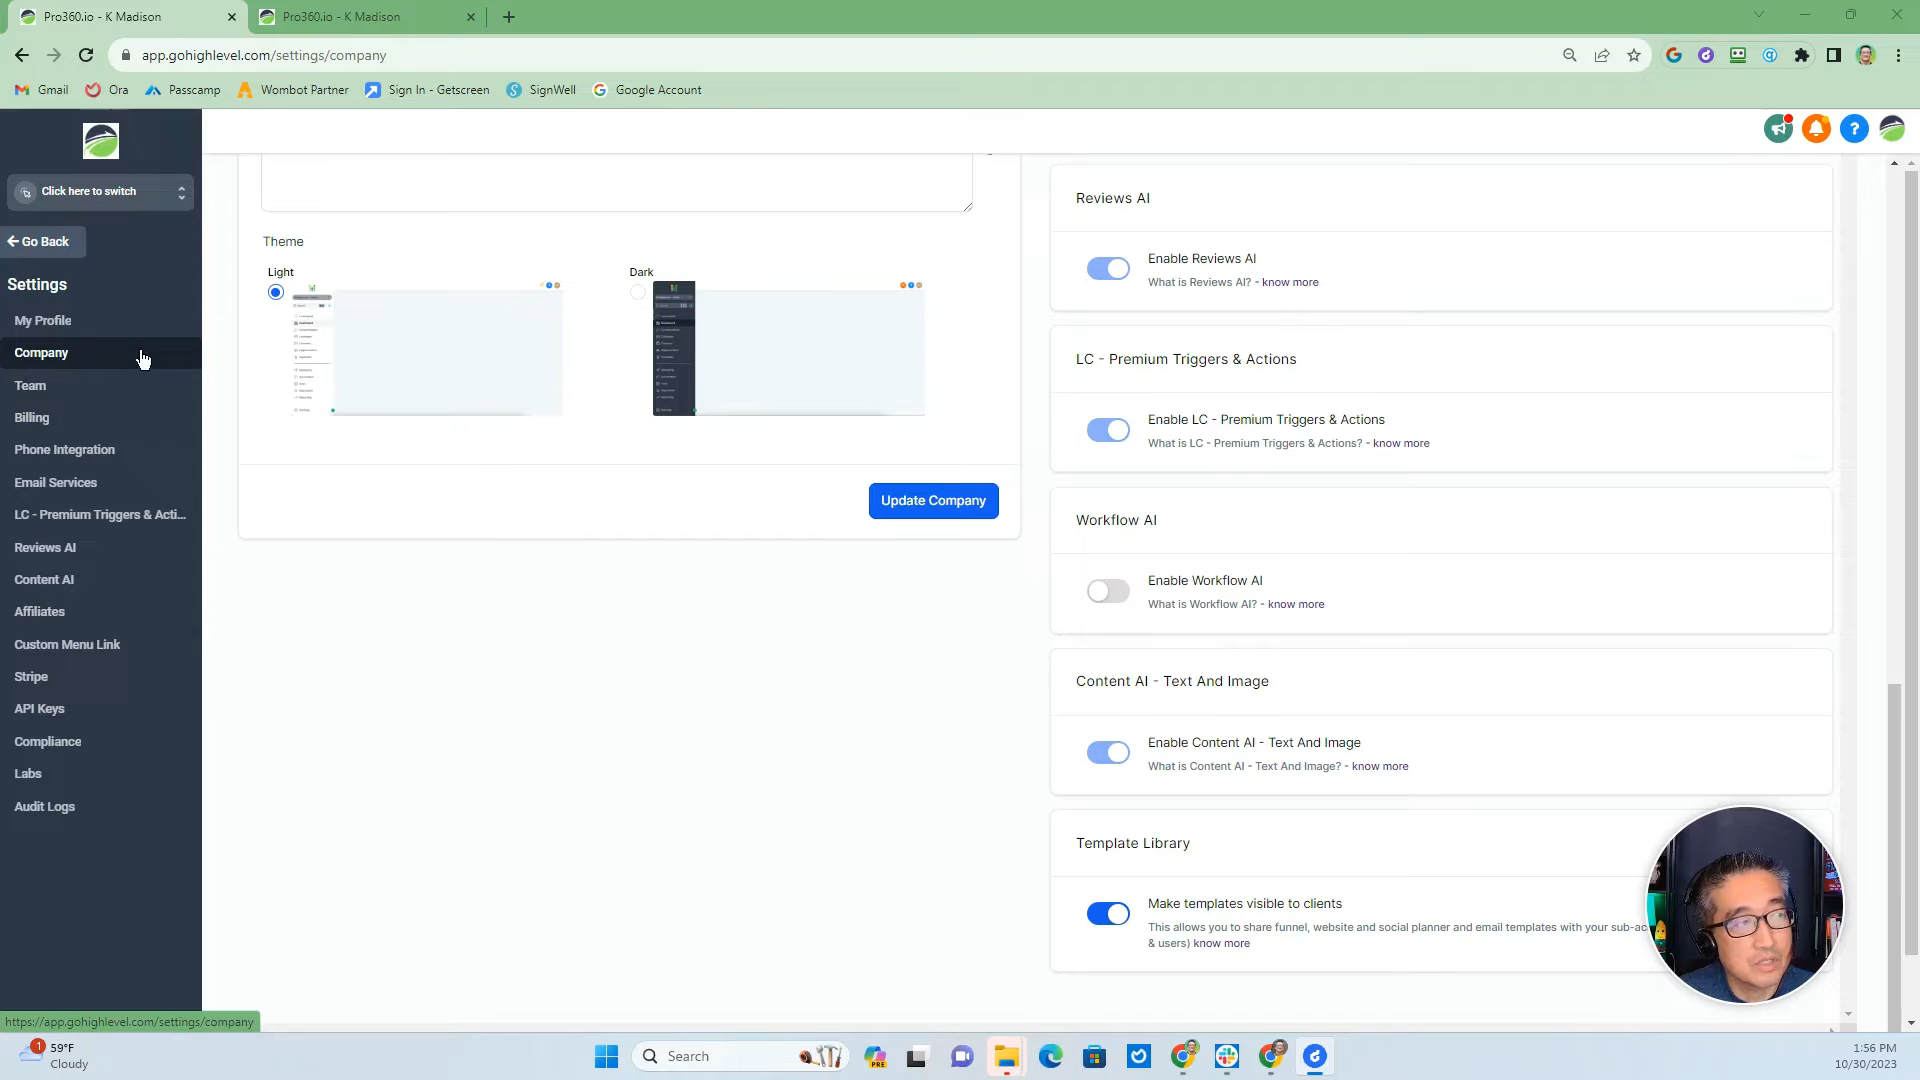 Pro360.io - K Madison
Pro360.io - K Madison
app.gohighlevel.com/settings/company
Gmail
Ora
Passcamp
Wombot Partner
Sign In - Getscreen
SignWell
Google Account
Click here to switch
Go Back
Settings
My Profile
Company
Team
Billing
Phone Integration
Email Services
LC - Premium Triggers & Acti...
Reviews AI
Content AI
Affiliates
Custom Menu Link
Stripe
API Keys
Compliance
Labs
Audit Logs
https://app.gohighlevel.com/settings/company
Theme
Light
Dark
Update Company
Reviews AI
Enable Reviews AI
What is Reviews AI? - know more
LC - Premium Triggers & Actions
Enable LC - Premium Triggers & Actions
What is LC - Premium Triggers & Actions? - know more
Workflow AI
Enable Workflow AI
What is Workflow AI? - know more
Content AI - Text And Image
Enable Content AI - Text And Image
What is Content AI - Text And Image? - know more
Template Library
Make templates visible to clients
This allows you to share funnel, website and social planner and email templates with your sub-ac
& users) know more
1
59°F
Cloudy
Search
PRE
1:56 PM
10/30/2023